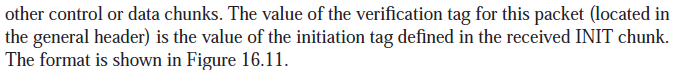 other control or data chunks. The value of the verification tag for this packet (located in
the general header) is the value of the initiation tag defined in the received INIT chunk.
The format is shown in Figure 16.11.